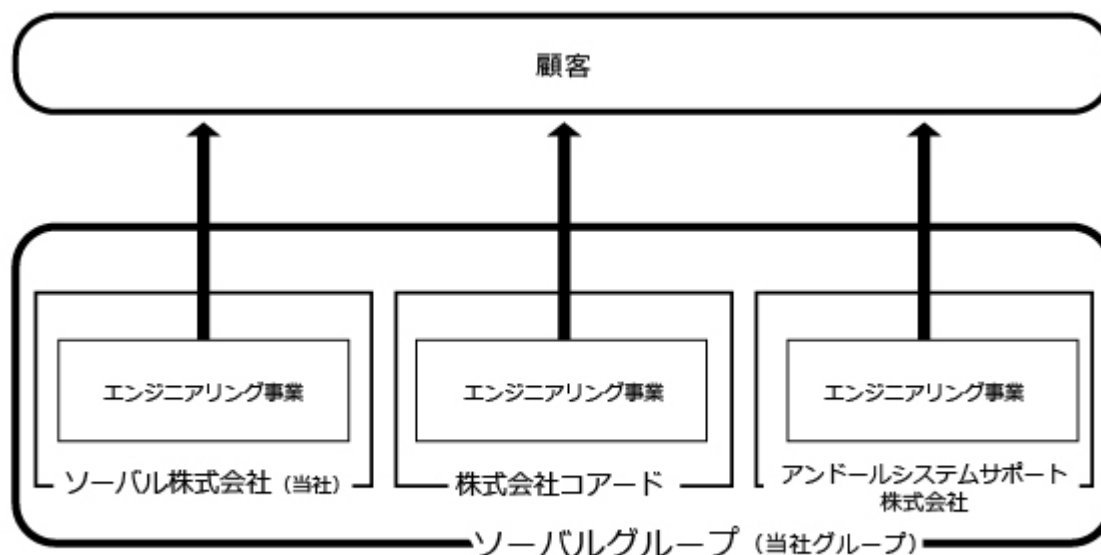 顧客
エンジニアリング事業
エンジニアリング事業
エンジニアリング事業
ソーバル株式会社（当社）
株式会社コアード
アンドールシステムサポート
株式会社
ソーバルグループ（当社グループ）